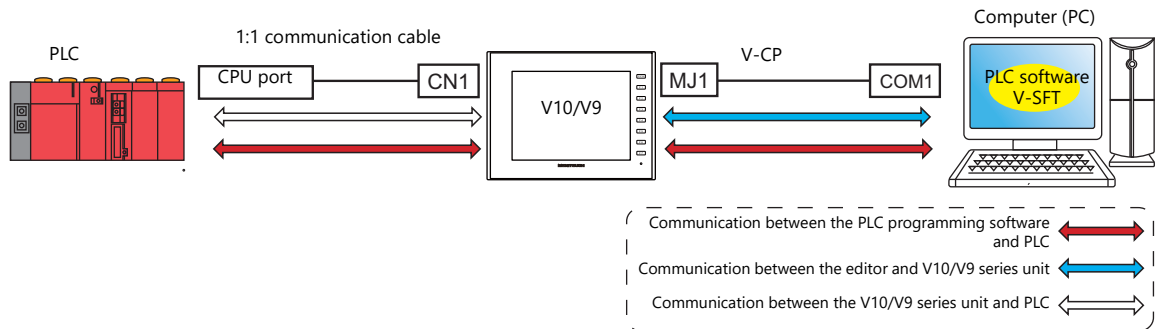 Computer (PC)
PLC
1:1 communication cable
V-CP
CPU port
CN1
MJ1
COM1
V10/V9
PLC software
V-SFT
Communication between the PLC programming software
and PLC
Communication between the editor and V10/V9 series unit
Communication between the V10/V9 series unit and PLC